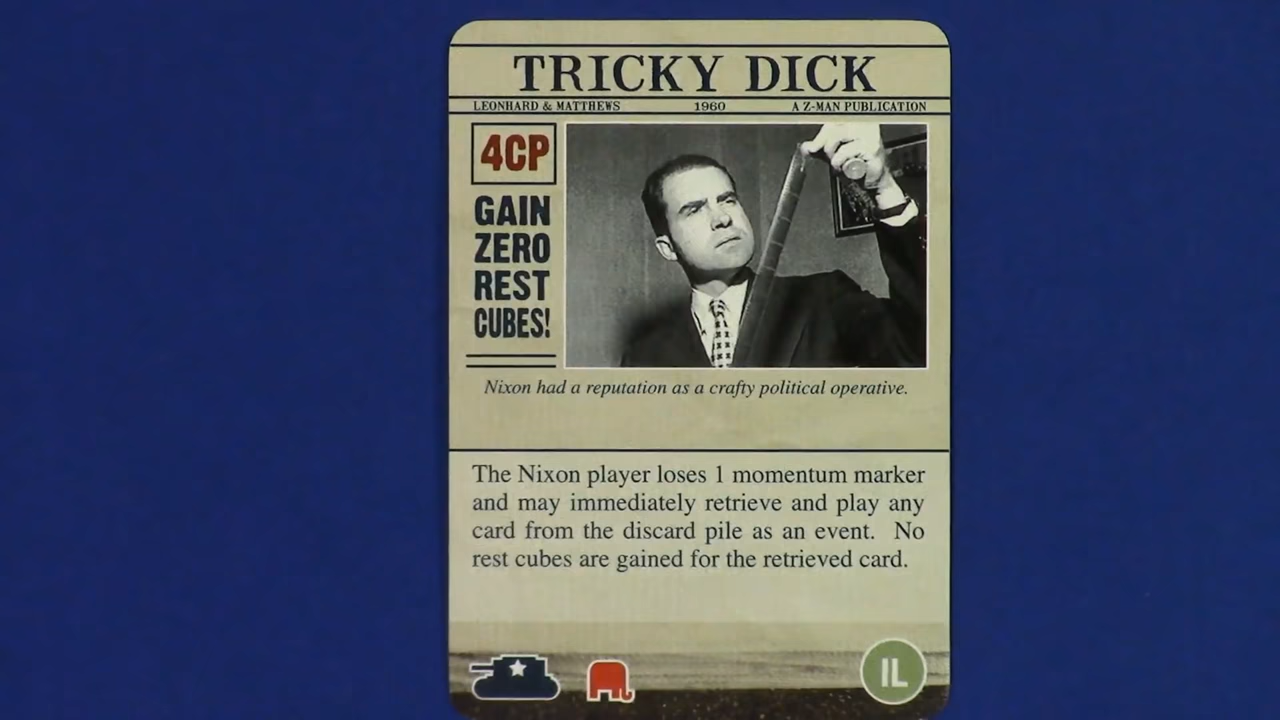 TRICKY DICK
LEONHARD & MATTHEWS 1960 A Z-MAN PUBLICATION
4CP
GAIN
ZERO
REST
CUBES!
Nixon had a reputation as a crafty political operative.
The Nixon player loses 1 momentum marker
and may immediately retrieve and play any
card from the discard pile as an event. No
rest cubes are gained for the retrieved card.
IL